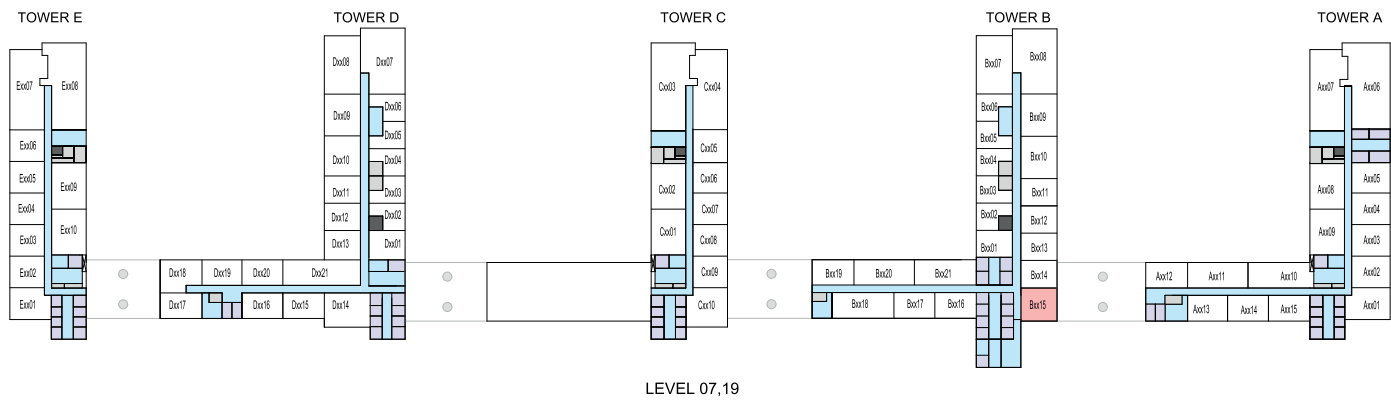 TOWER E
TOWER D
TOWER C
TOWER B
TOWER A
Exx07
Exx08
Exx06
Exx05
Exx09
Exx04
Exx10
Exx03
Exx02
Exx01
Dxx08
Dxx07
Dxx06
Dxx09
Dxx05
Dxx10
Dxx04
Dxx11
Dxx03
Dxx12
Dxx02
Dxx13
Dxx01
Dxx18
Dxx19
Dxx20
Dxx21
Dxx17
Dxx16
Dxx15
Dxx14
Cxx03
Cxx04
Cxx05
Cxx02
Cxx06
Cxx07
Cxx01
Cxx08
Cxx09
Cxx10
Bxx07
Bxx08
Bxx06
Bxx09
Bxx05
Bxx04
Bxx10
Bxx03
Bxx11
Bxx02
Bxx12
Bxx01
Bxx13
Bxx19
Bxx20
Bxx21
Bxx14
Bxx18
Bxx17
Bxx16
Bxx15
Axx07
Axx06
Axx08
Axx05
Axx04
Axx09
Axx03
Axx12
Axx11
Axx10
Axx02
Axx13
Axx14
Axx15
Axx01
LEVEL 07,19